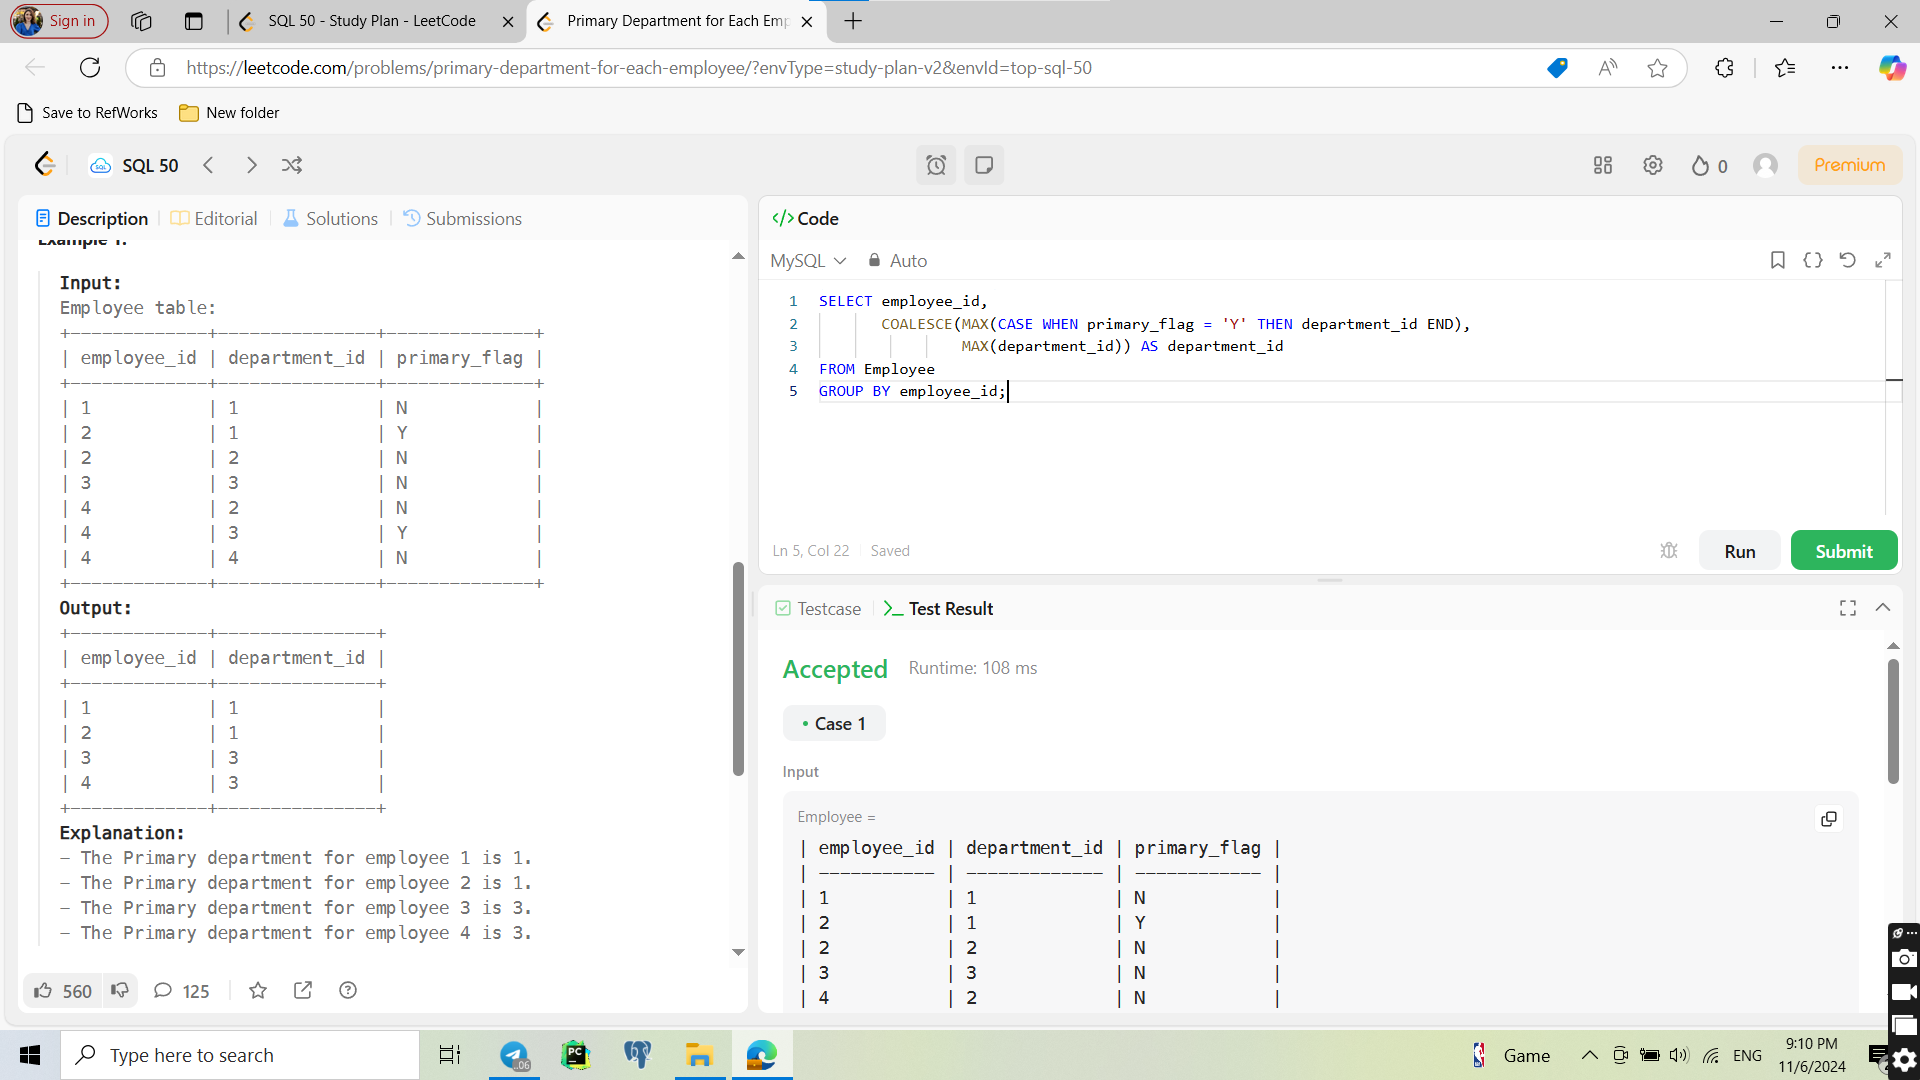 Sign in
SQL 50 - Study Plan - LeetCode
Primary Department for Each Emp
https://leetcode.com/problems/primary-department-for-each-employee/?envType=study-plan-v2&envId=top-sql-50
Save to RefWorks
New folder
SQL 50
0
Premium
Description
Editorial
Solutions
Submissions
Example 1:
Input:
Employee table:
+-------------+---------------+--------------+
| employee_id | department_id | primary_flag |
+-------------+---------------+--------------+
| 1           | 1             | N            |
| 2           | 1             | Y            |
| 2           | 2             | N            |
| 3           | 3             | N            |
| 4           | 2             | N            |
| 4           | 3             | Y            |
| 4           | 4             | N            |
+-------------+---------------+--------------+
Output:
+-------------+---------------+
| employee_id | department_id |
+-------------+---------------+
| 1           | 1             |
| 2           | 1             |
| 3           | 3             |
| 4           | 3             |
+-------------+---------------+
Explanation:
- The Primary department for employee 1 is 1.
- The Primary department for employee 2 is 1.
- The Primary department for employee 3 is 3.
- The Primary department for employee 4 is 3.
560
125
</> Code
MySQL
Auto
1 SELECT employee_id,
2 COALESCE(MAX(CASE WHEN primary_flag = 'Y' THEN department_id END),
3 MAX(department_id)) AS department_id
4 FROM Employee
5 GROUP BY employee_id;
Ln 5, Col 22
Saved
Run
Submit
Testcase
Test Result
Accepted
Runtime: 108 ms
• Case 1
Input
Employee =
| employee_id | department_id | primary_flag |
| ----------- | ------------- | ------------ |
| 1           | 1             | N            |
| 2           | 1             | Y            |
| 2           | 2             | N            |
| 3           | 3             | N            |
| 4           | 2             | N            |
Type here to search
Game
ENG
9:10 PM
11/6/2024